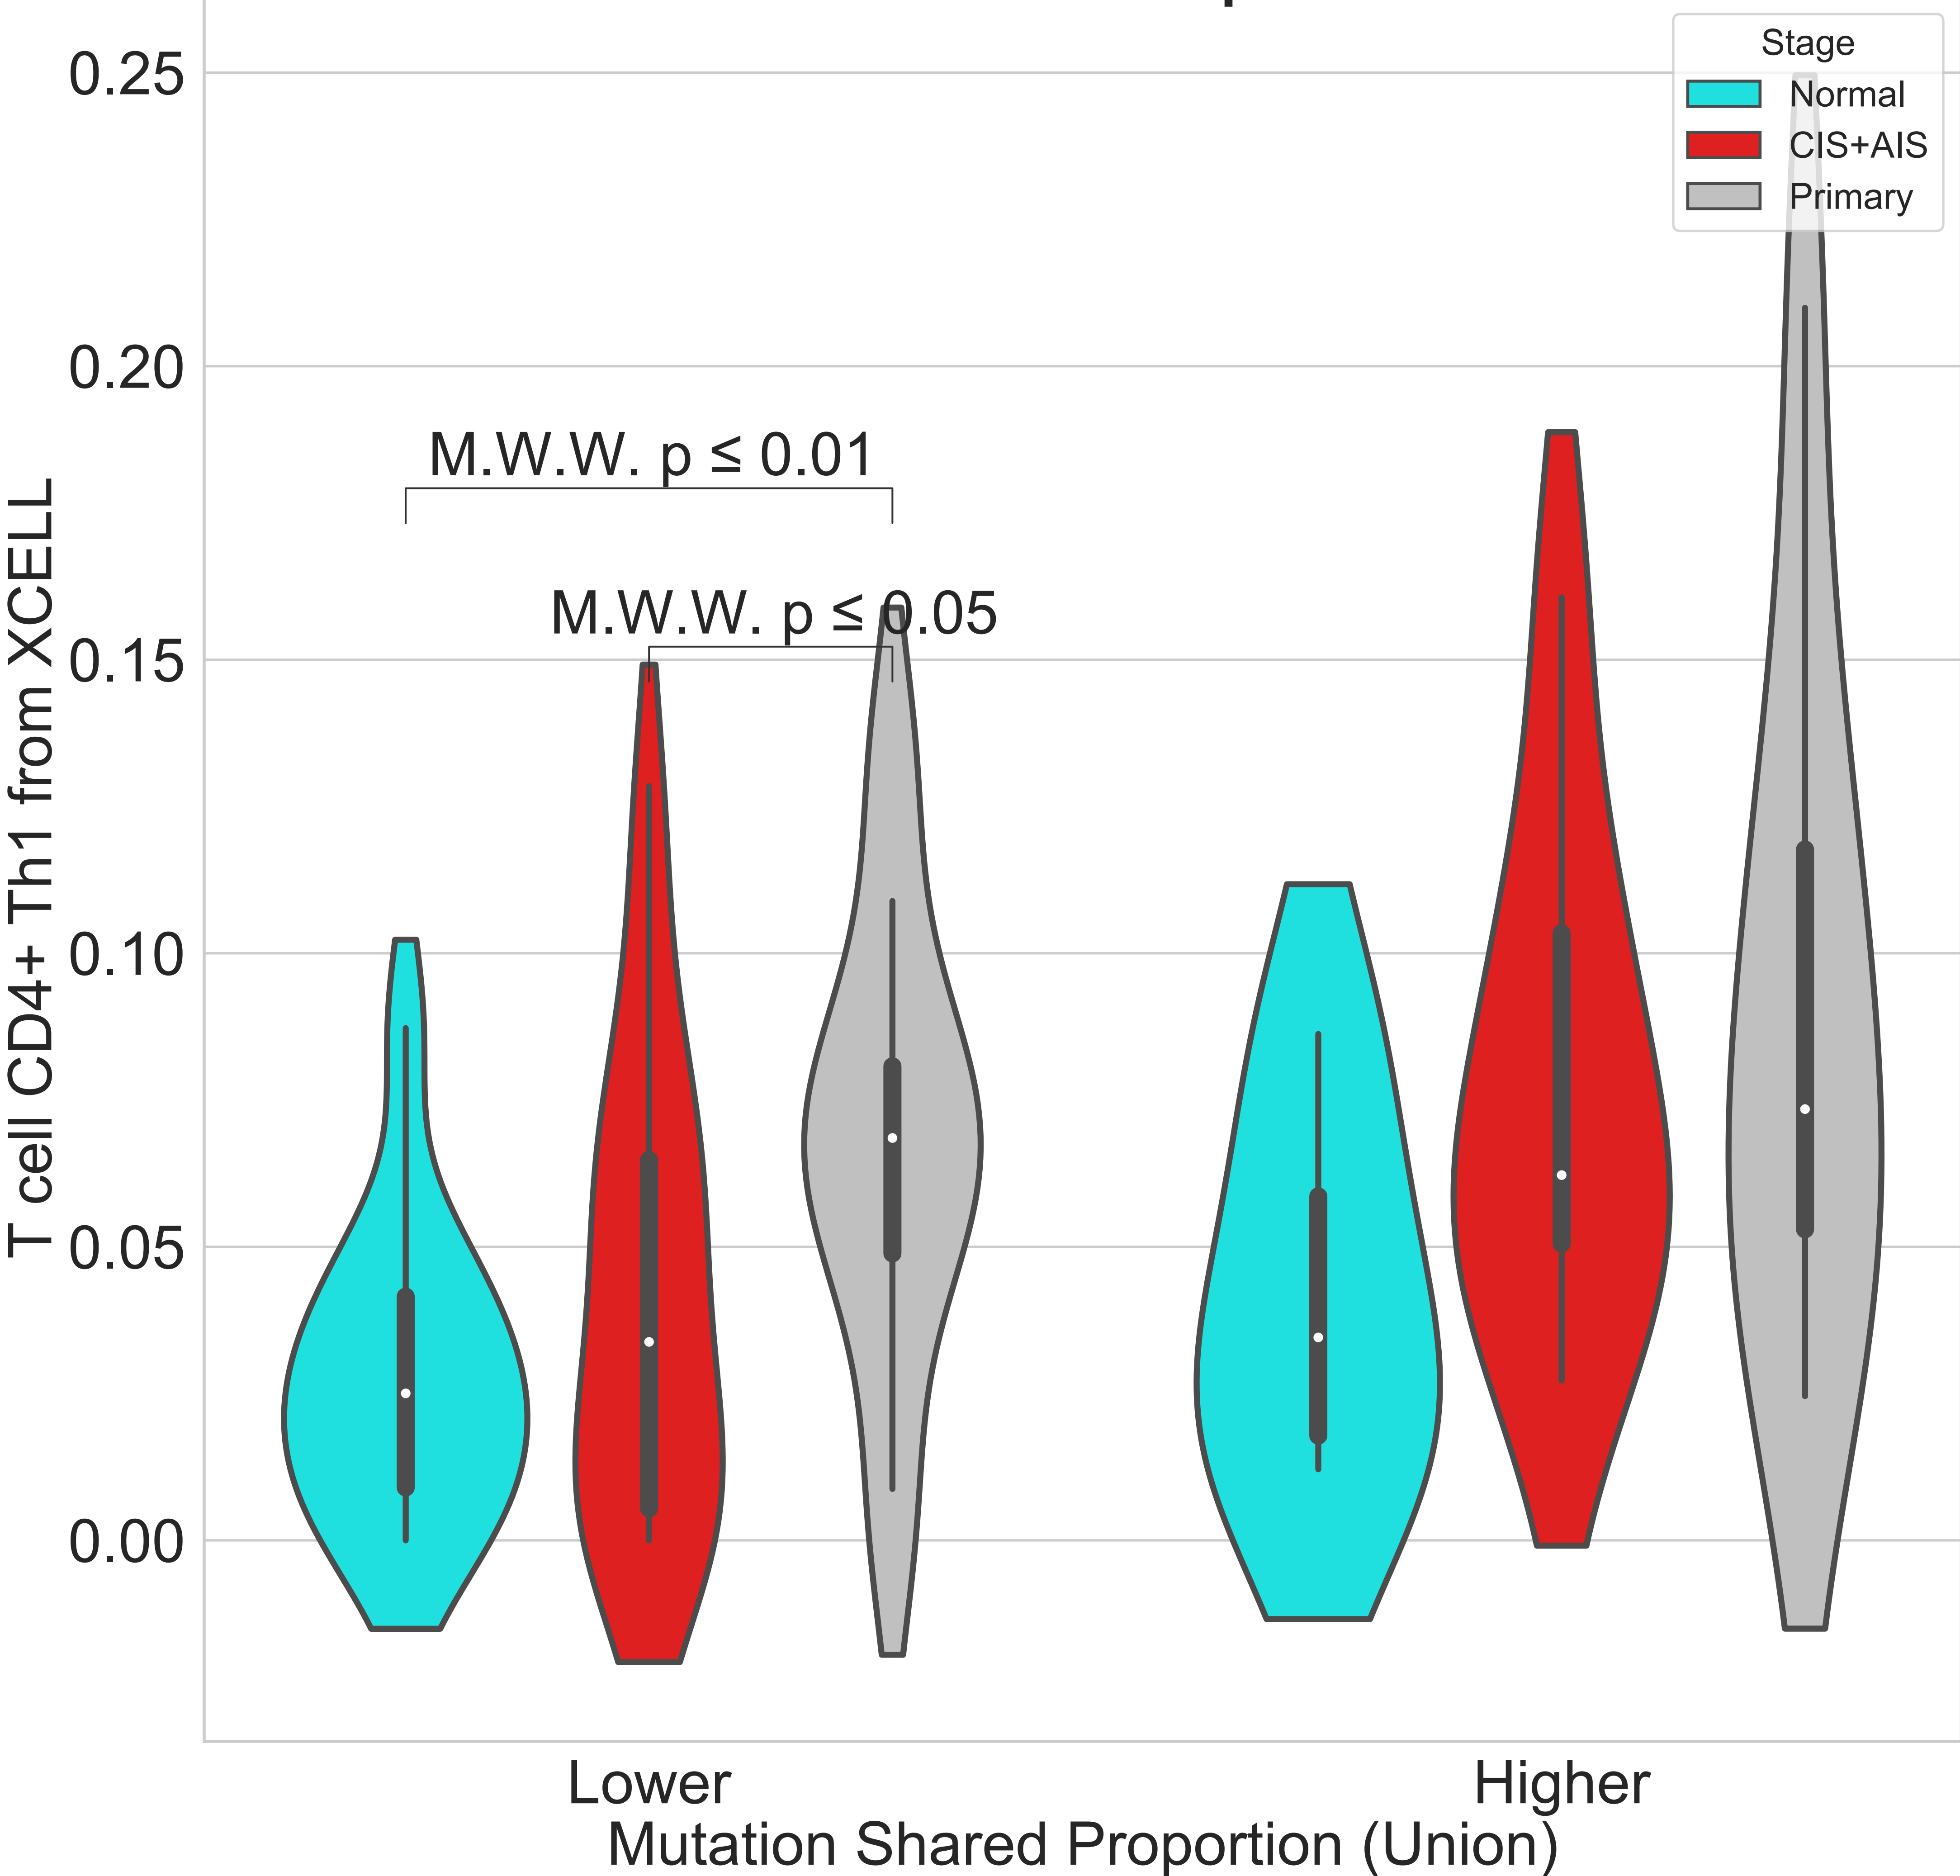 Stage
Normal
CIS+AIS
Primary
T cell CD4+ Th1 from XCELL
0.25
0.20
0.15
0.10
0.05
0.00
M.W.W. p ≤ 0.01
M.W.W. p ≤ 0.05
Lower
Higher
Mutation Shared Proportion (Union)